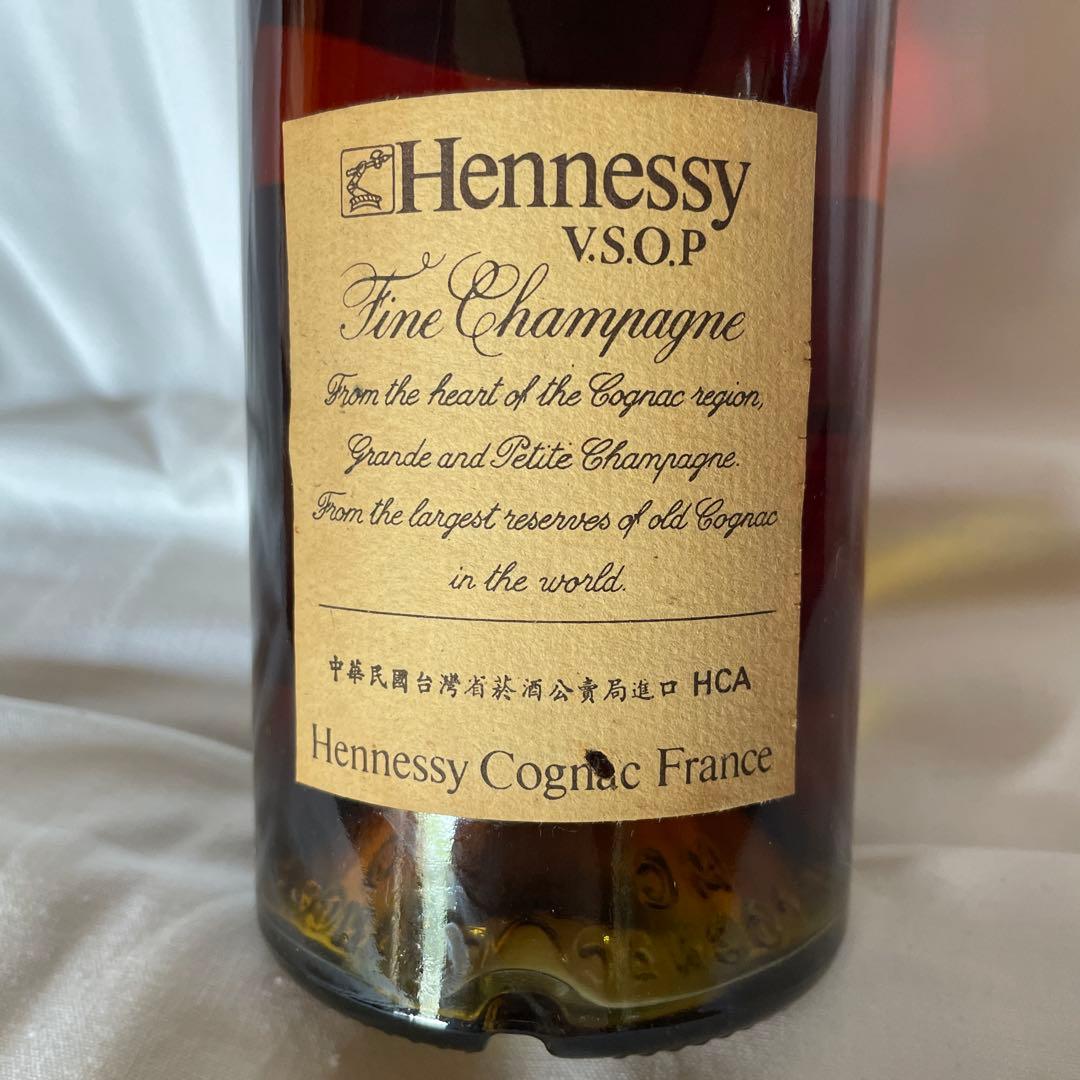 Hennessy
V.S.O.P
Fine Champagne
From the heart of the Cognac region,
Grande and Petite Champagne.
From the largest reserves of old Cognac
in the world.
中華民國台灣省菸酒公賣局進口 HCA
Hennessy Cognac France